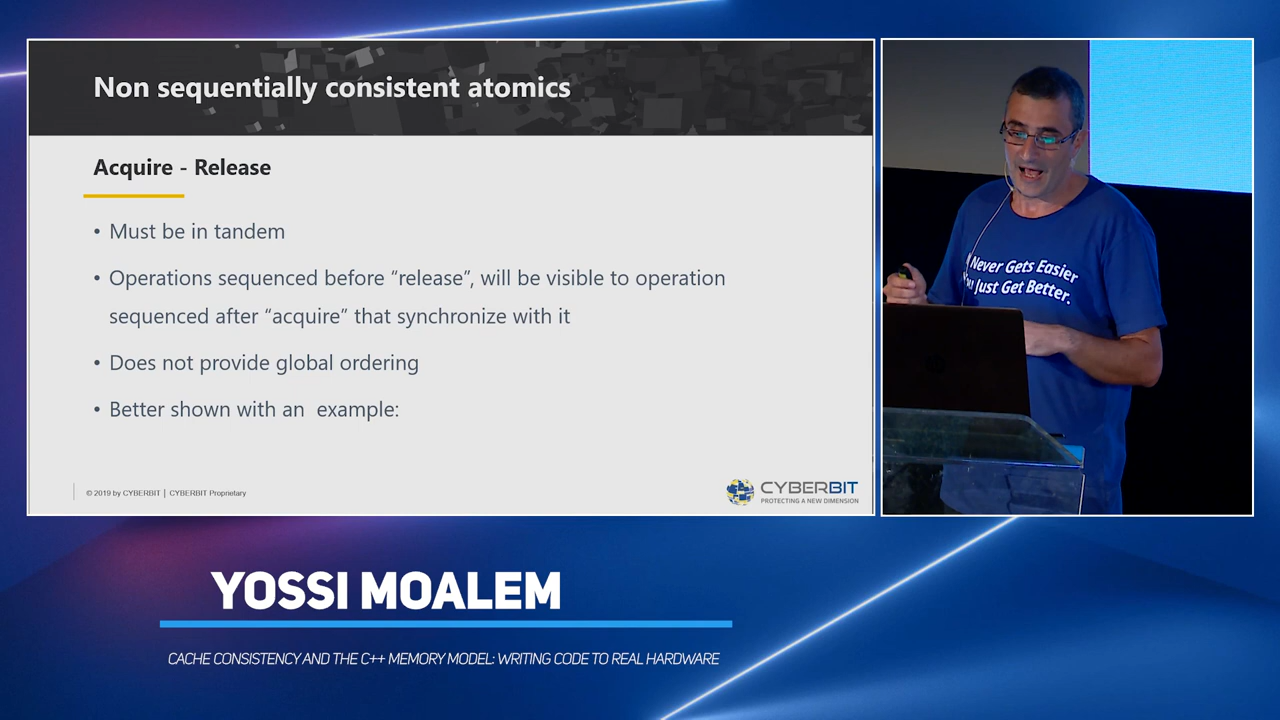 Non sequentially consistent atomics
Acquire - Release
• Must be in tandem
• Operations sequenced before “release”, will be visible to operation
sequenced after “acquire” that synchronize with it
• Does not provide global ordering
• Better shown with an example:
© 2019 by CYBERBIT | CYBERBIT Proprietary
CYBERBIT
PROTECTING A NEW DIMENSION
Never Gets Easier
You Just Get Better.
YOSSI MOALEM
CACHE CONSISTENCY AND THE C++ MEMORY MODEL: WRITING CODE TO REAL HARDWARE